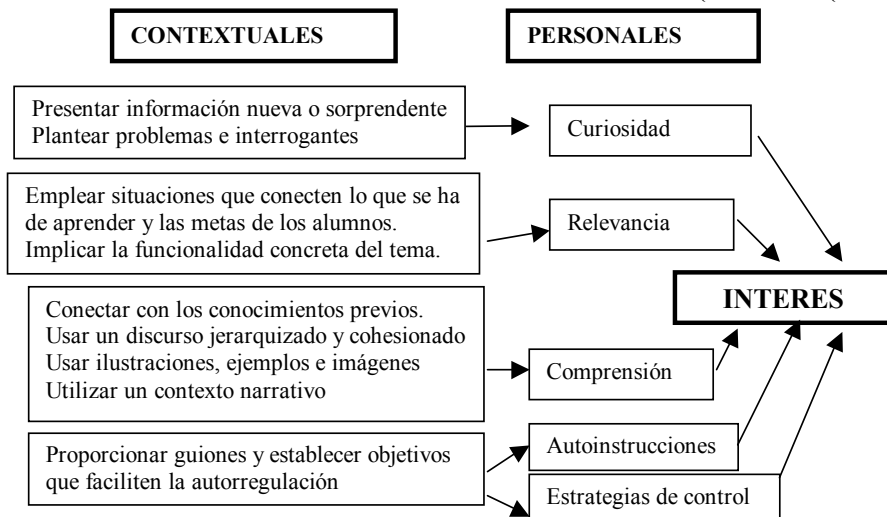 CONTEXTUALES
PERSONALES
Presentar información nueva o sorprendente
Plantear problemas e interrogantes
Curiosidad
Emplear situaciones que conecten lo que se ha
de aprender y las metas de los alumnos.
Implicar la funcionalidad concreta del tema.
Relevancia
INTERES
Conectar con los conocimientos previos.
Usar un discurso jerarquizado y cohesionado
Usar ilustraciones, ejemplos e imágenes
Utilizar un contexto narrativo
Comprensión
Proporcionar guiones y establecer objetivos
que faciliten la autorregulación
Autoinstrucciones
Estrategias de control